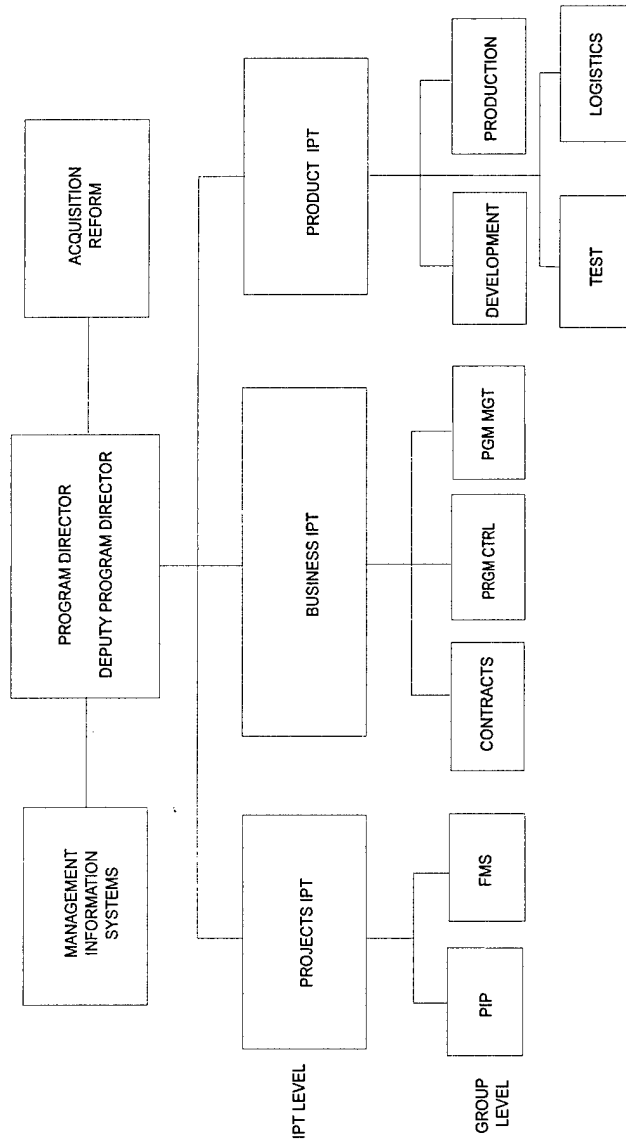 MANAGEMENT
INFORMATION
SYSTEMS
PROGRAM DIRECTOR
DEPUTY PROGRAM DIRECTOR
ACQUISITION
REFORM
IPT LEVEL
PROJECTS IPT
BUSINESS IPT
PRODUCT IPT
GROUP
LEVEL
PIP
FMS
CONTRACTS
PRGM CTRL
PGM MGT
DEVELOPMENT
PRODUCTION
TEST
LOGISTICS